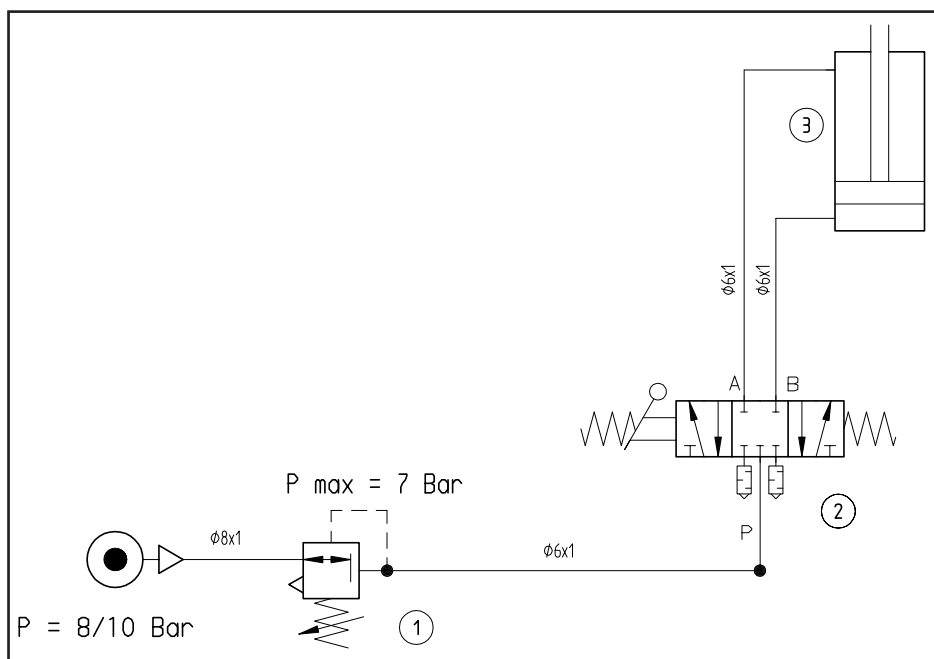 3
φ6x1
φ6x1
A
B
P max = 7 Bar
2
P
φ8x1
φ6x1
P = 8/10 Bar
1